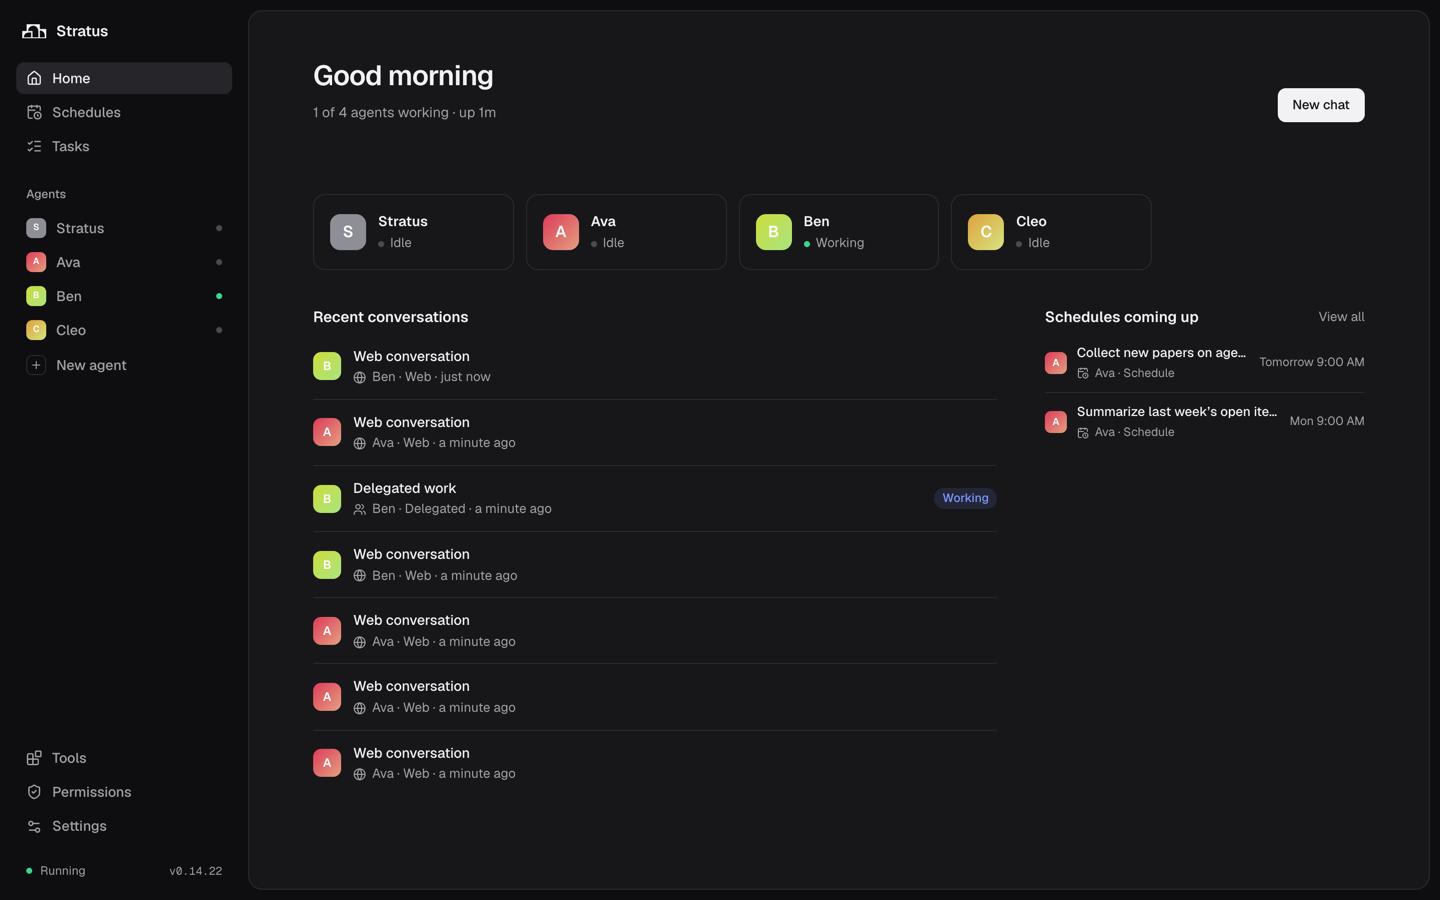 Stratus
Home
Schedules
Tasks
Agents
S Stratus
A Ava
B Ben
C Cleo
New agent
Tools
Permissions
Settings
Running v0.14.22
Good morning
1 of 4 agents working · up 1m
New chat
S Stratus
Idle
A Ava
Idle
B Ben
Working
C Cleo
Idle
Recent conversations
B Web conversation
Ben · Web · just now
A Web conversation
Ava · Web · a minute ago
B Delegated work
Ben · Delegated · a minute ago
Working
B Web conversation
Ben · Web · a minute ago
A Web conversation
Ava · Web · a minute ago
A Web conversation
Ava · Web · a minute ago
A Web conversation
Ava · Web · a minute ago
Schedules coming up View all
A Collect new papers on age... Tomorrow 9:00 AM
Ava · Schedule
A Summarize last week's open ite... Mon 9:00 AM
Ava · Schedule